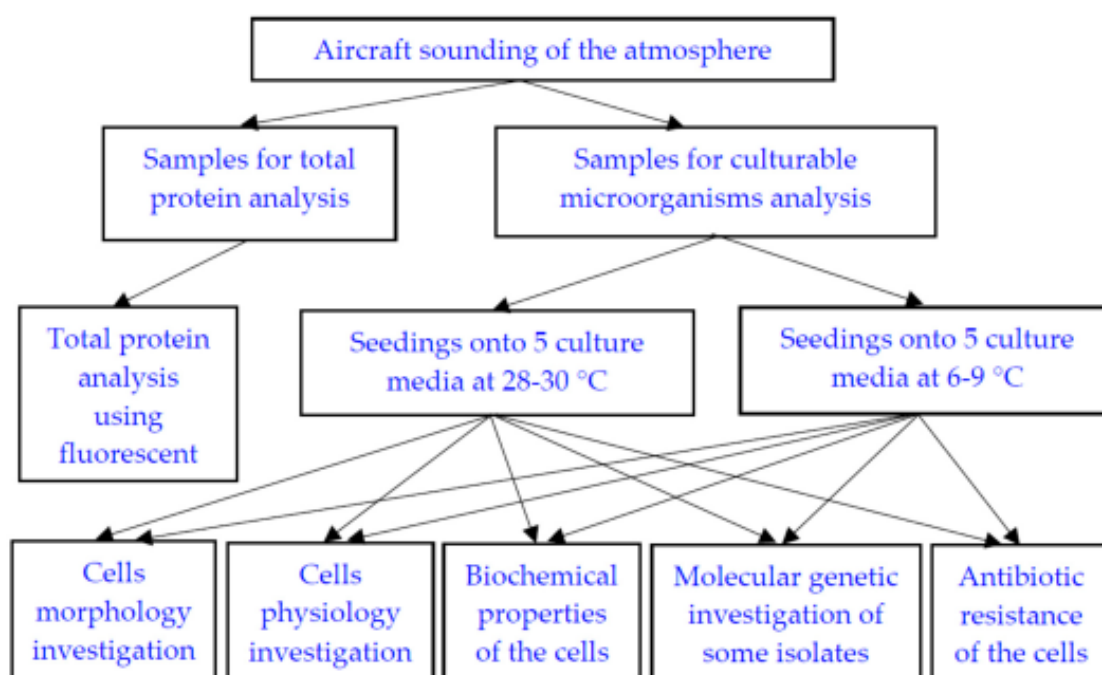 Aircraft sounding of the atmosphere
Samples for total
protein analysis
Samples for culturable
microorganisms analysis
Total protein
analysis
using
fluorescent
Seedings onto 5 culture
media at 28-30 °C
Seedings onto 5 culture
media at 6-9 °C
Cells
morphology
investigation
Cells
physiology
investigation
Biochemical
properties
of the cells
Molecular genetic
investigation of
some isolates
Antibiotic
resistance
of the cells